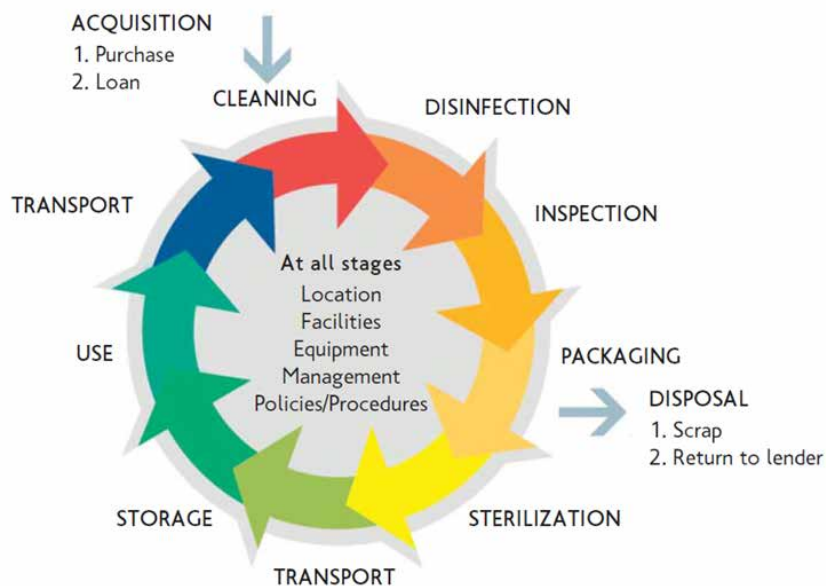 ACQUISITION
1. Purchase
2. Loan
CLEANING
DISINFECTION
INSPECTION
PACKAGING
DISPOSAL
1. Scrap
2. Return to lender
STERILIZATION
TRANSPORT
STORAGE
USE
TRANSPORT
At all stages
Location
Facilities
Equipment
Management
Policies/Procedures